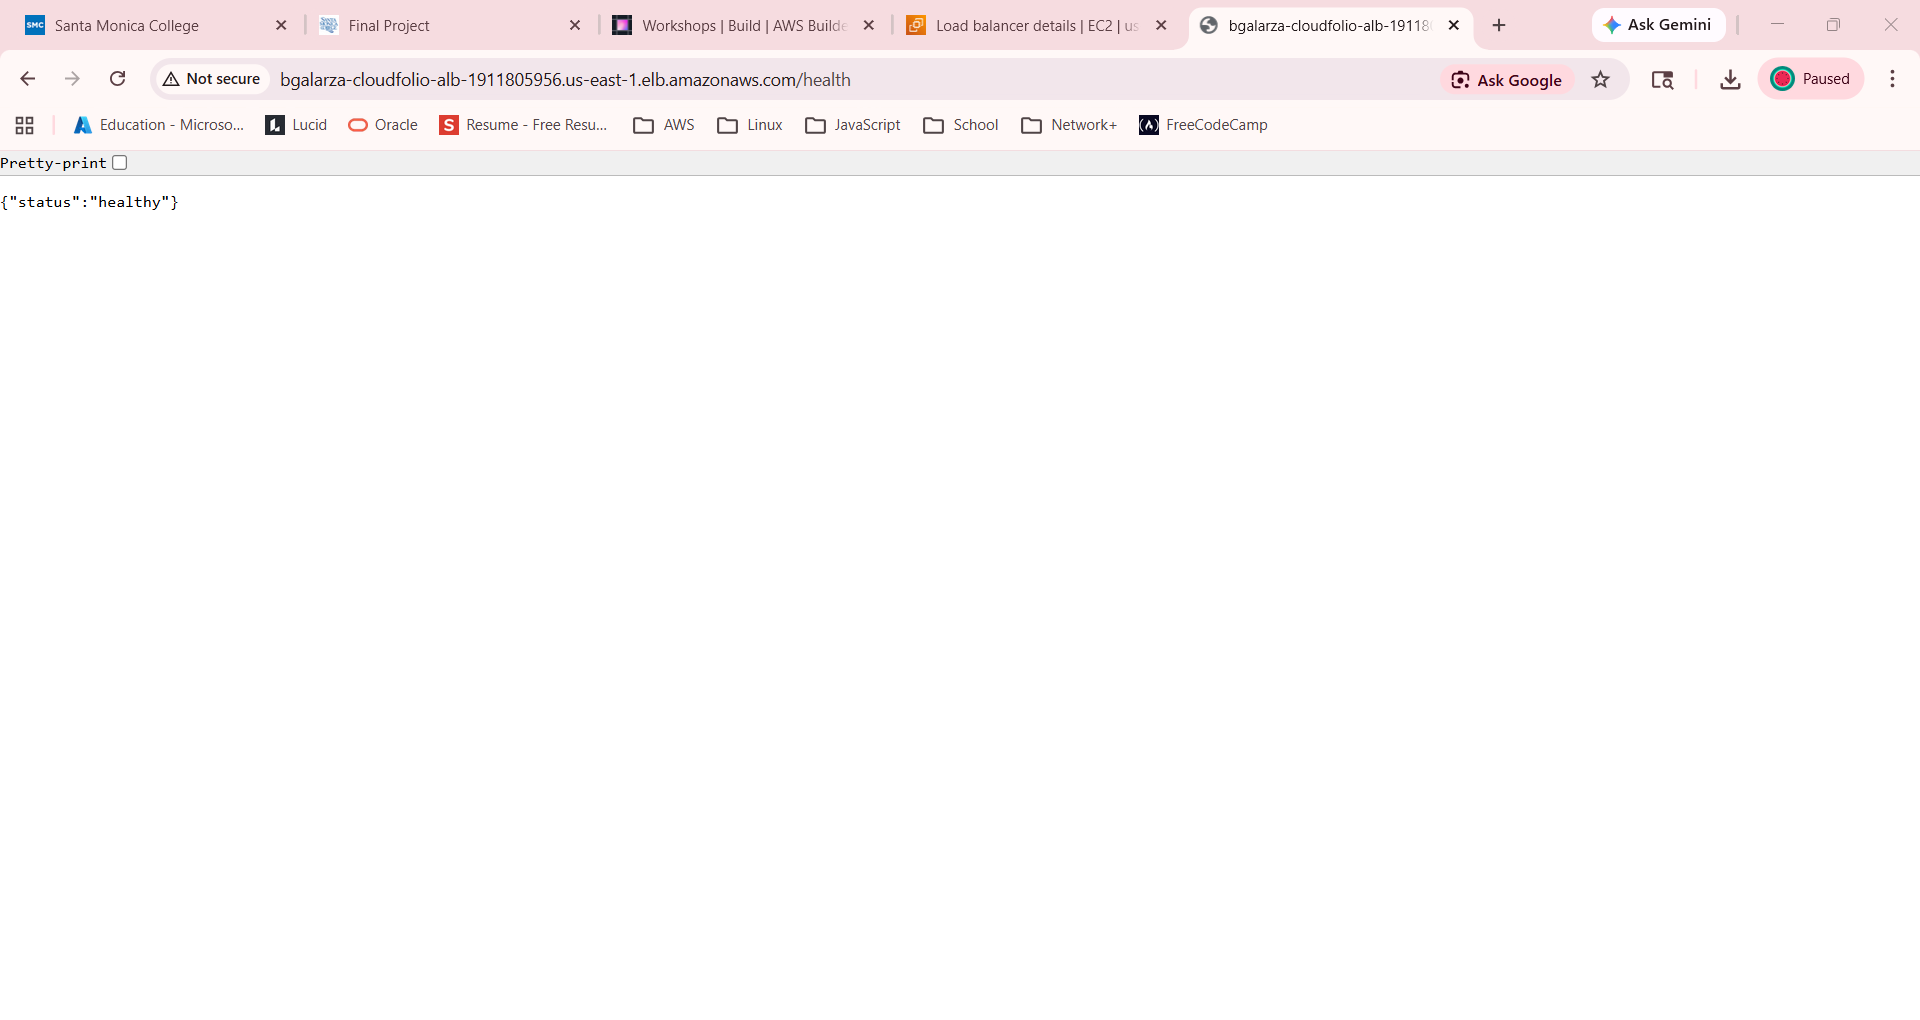 SMC Santa Monica College
Final Project
Workshops | Build | AWS Builde
Load balancer details | EC2 | us
bgalarza-cloudfolio-alb-19118
Ask Gemini
Not secure
bgalarza-cloudfolio-alb-1911805956.us-east-1.elb.amazonaws.com/health
Ask Google
Paused
Education - Microso...
Lucid
Oracle
S Resume - Free Resu...
AWS
Linux
JavaScript
School
Network+
(A) FreeCodeCamp
Pretty-print
{"status":"healthy"}